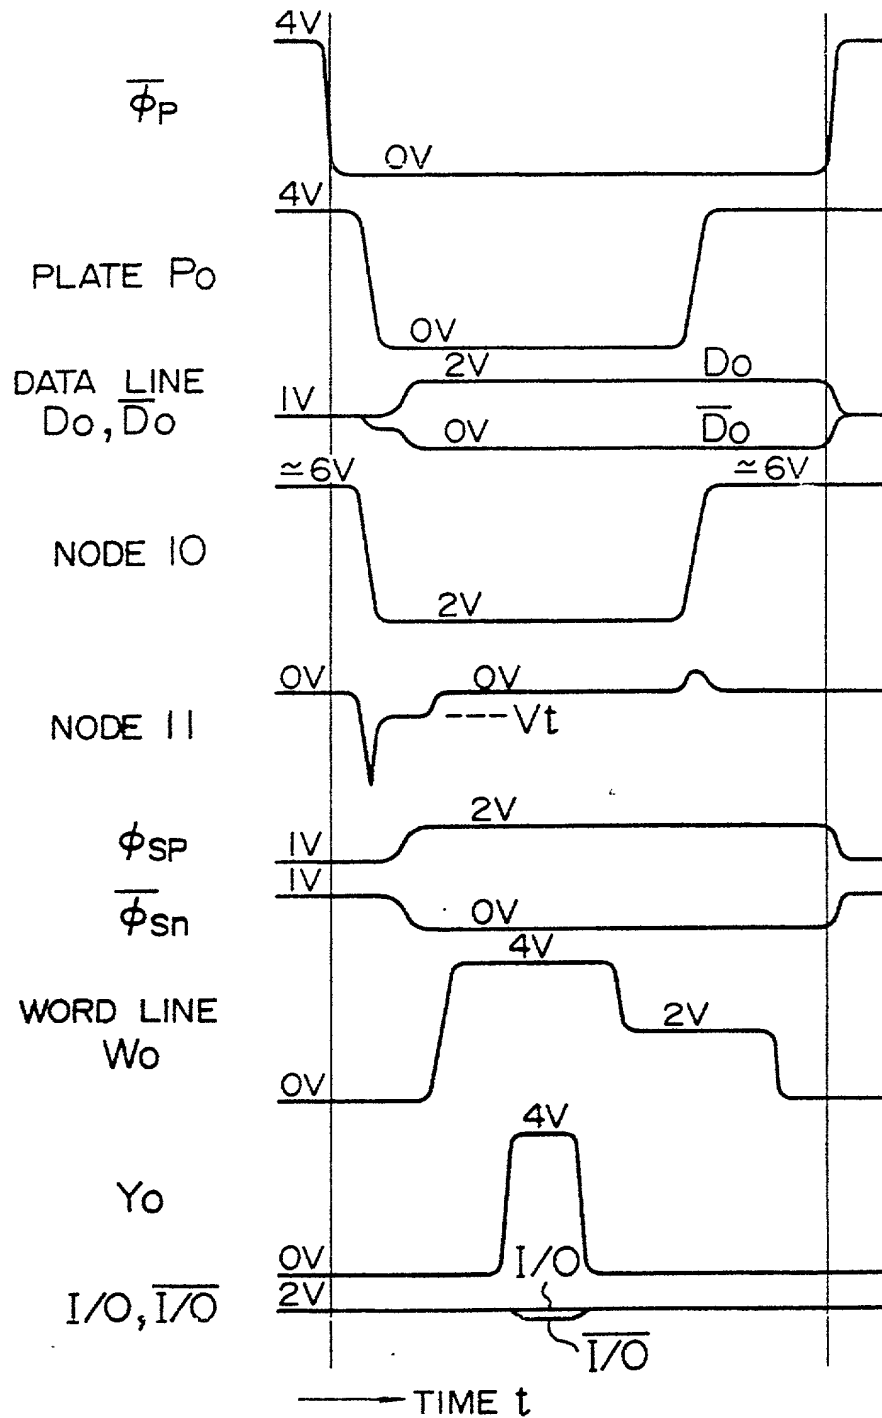 4V
φ̅P
0V
4V
PLATE Po
0V
2V
Do
DATA LINE
1V
Do, D̅o
0V
D̅o
≃6V
≃6V
NODE 10
2V
0V
0V
NODE 11
---Vt
2V
φSP
1V
1V
φ̅Sn
0V
4V
WORD LINE
2V
Wo
0V
4V
Yo
0V
I/O
2V
I/O, I̅/̅O̅
I̅/̅O̅
TIME t